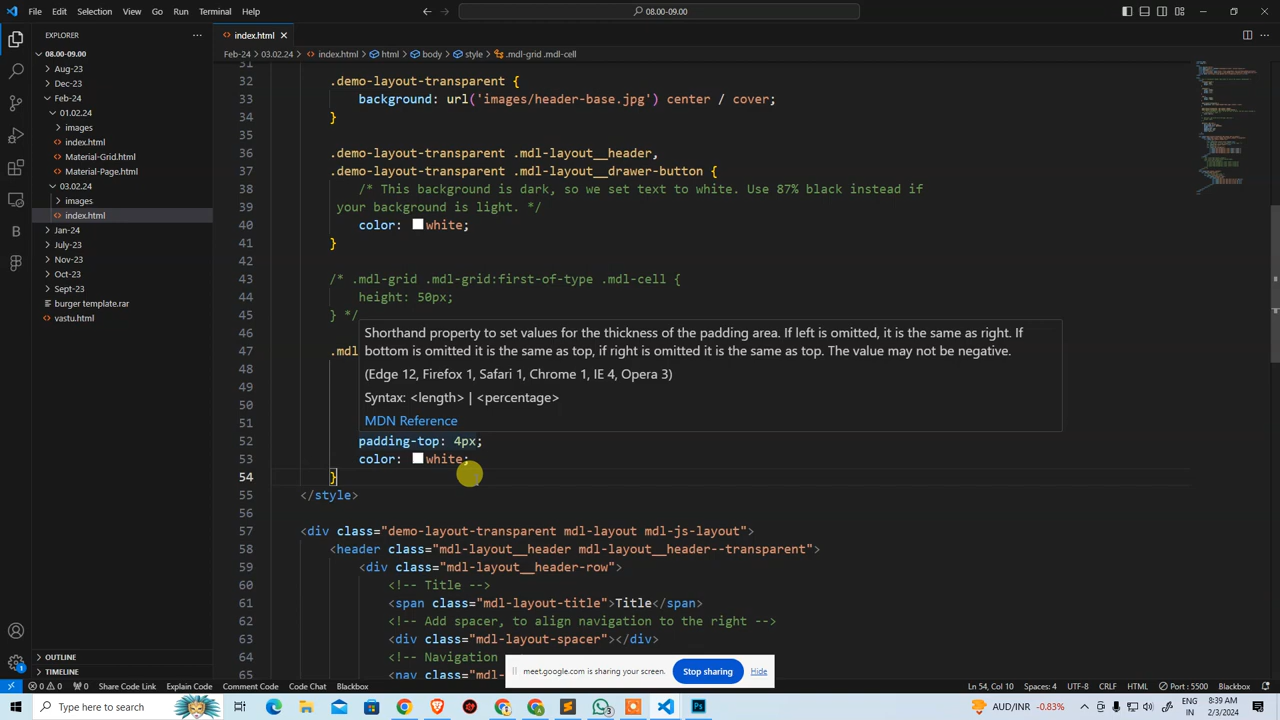 File Edit Selection View Go Run Terminal Help
08.00-09.00
EXPLORER
index.html
08.00-09.00
Feb-24 > 03.02.24 > index.html > html > body > style > .mdl-grid .mdl-cell
Aug-23
Dec-23
Feb-24
01.02.24
images
index.html
Material-Grid.html
Material-Page.html
03.02.24
images
index.html
Jan-24
July-23
Nov-23
Oct-23
Sept-23
burger template.rar
vastu.html
31
32 .demo-layout-transparent {
33 background: url('images/header-base.jpg') center / cover;
34 }
35
36 .demo-layout-transparent .mdl-layout__header,
37 .demo-layout-transparent .mdl-layout__drawer-button {
38 /* This background is dark, so we set text to white. Use 87% black instead if
39 your background is light. */
40 color: white;
41 }
42
43 /* .mdl-grid .mdl-grid:first-of-type .mdl-cell {
44 height: 50px;
45 } */
46
47 .md
48
49
50
51
Shorthand property to set values for the thickness of the padding area. If left is omitted, it is the same as right. If
bottom is omitted it is the same as top, if right is omitted it is the same as top. The value may not be negative.
(Edge 12, Firefox 1, Safari 1, Chrome 1, IE 4, Opera 3)
Syntax: <length> | <percentage>
MDN Reference
52 padding-top: 4px;
53 color: white;
54 }
55 </style>
56
57 <div class="demo-layout-transparent mdl-layout mdl-js-layout">
58 <header class="mdl-layout__header mdl-layout__header--transparent">
59 <div class="mdl-layout__header-row">
60 <!-- Title -->
61 <span class="mdl-layout-title">Title</span>
62 <!-- Add spacer, to align navigation to the right -->
63 <div class="mdl-layout-spacer"></div>
64 <!-- Navigation
65 <nav class="mdl-
meet.google.com is sharing your screen.
Stop sharing
Hide
OUTLINE
TIMELINE
0 0 0 Share Code Link Explain Code Comment Code Code Chat Blackbox
Ln 54, Col 10 Spaces: 4 UTF-8 CRLF HTML Port : 5500 Blackbox
Type here to search
3
AUD/INR -0.83%
ENG
IN
8:39 AM
2/3/2024